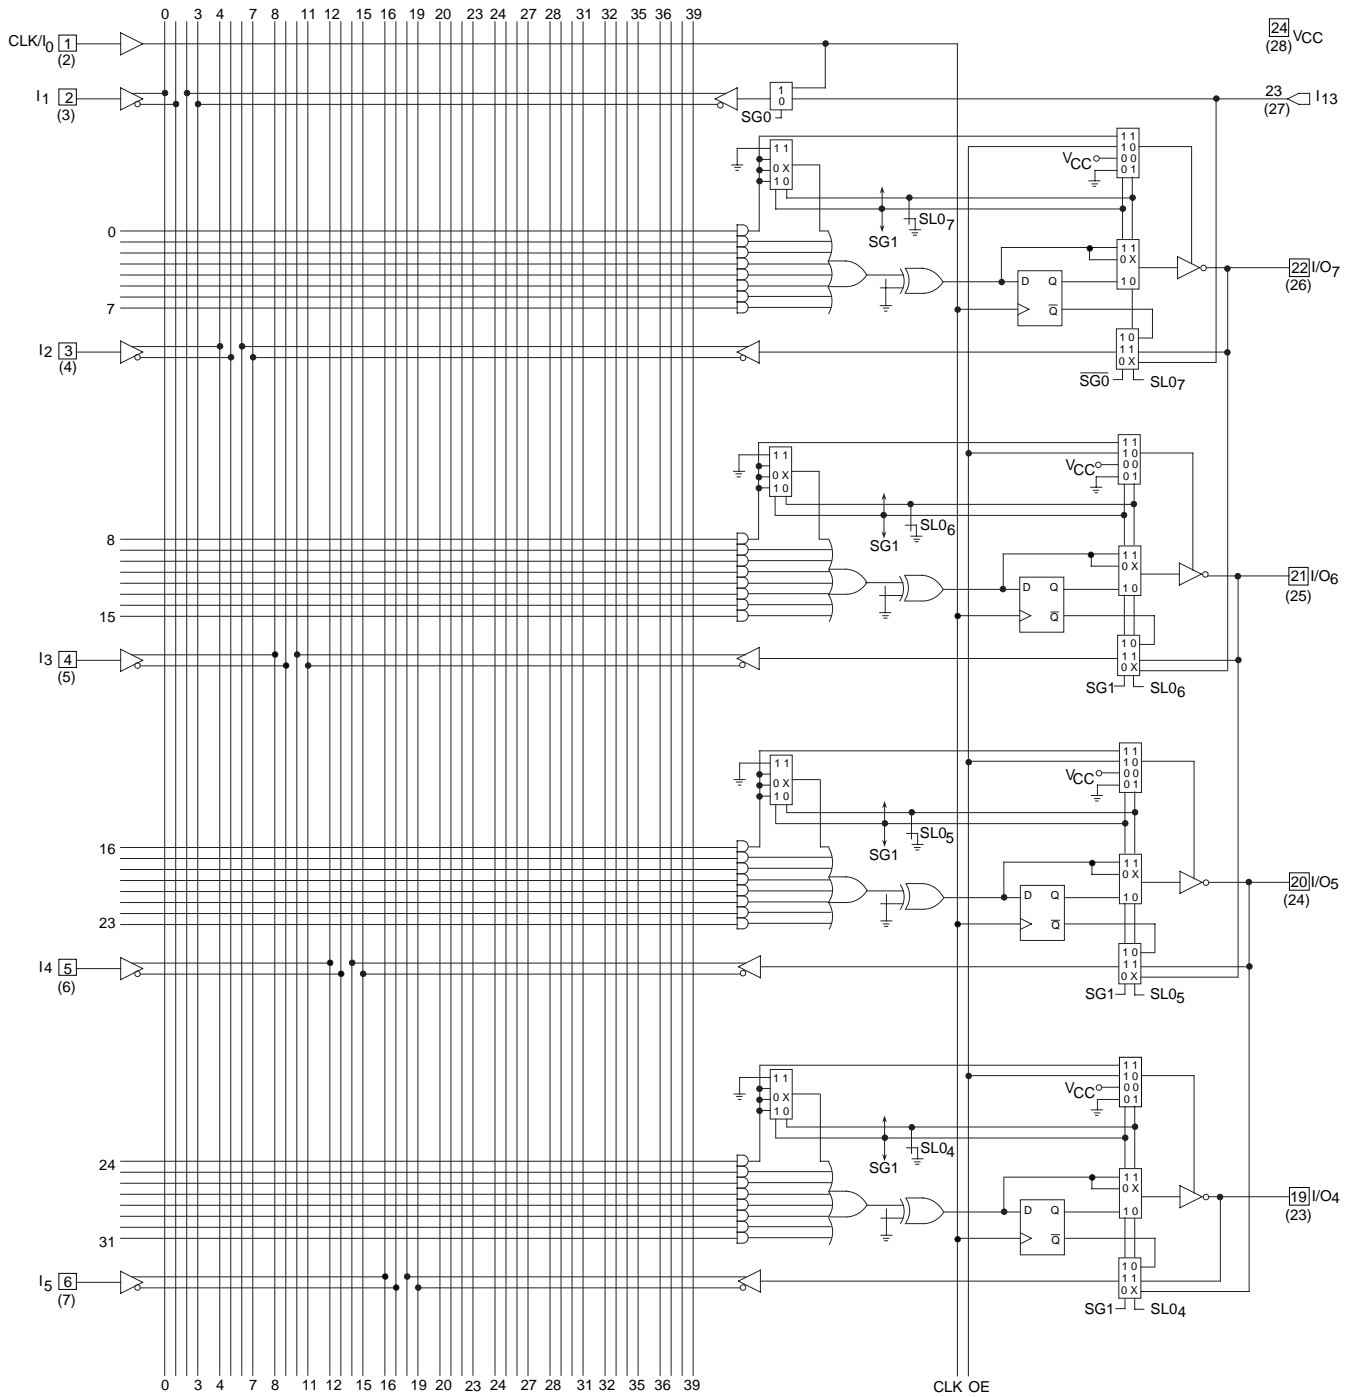 0 3 4 7 8 11 12 15 16 19 20 23 24 27 28 31 32 35 36 39
CLK/I0 1 (2)
24 (28) VCC
I1 2 (3)
1 0 SG0
23 (27) I13
1 1
0 X
1 0
VCC
1 1
1 0
0 0
0 1
SG1 SL07
0
7
1 1
0 X
1 0
D Q
Q̅
22 I/O7 (26)
I2 3 (4)
1 0
1 1
0 X
S̅G̅0̅ SL07
1 1
0 X
1 0
VCC
1 1
1 0
0 0
0 1
SG1 SL06
8
15
1 1
0 X
1 0
D Q
Q̅
21 I/O6 (25)
I3 4 (5)
1 0
1 1
0 X
SG1 SL06
1 1
0 X
1 0
VCC
1 1
1 0
0 0
0 1
SG1 SL05
16
23
1 1
0 X
1 0
D Q
Q̅
20 I/O5 (24)
I4 5 (6)
1 0
1 1
0 X
SG1 SL05
1 1
0 X
1 0
VCC
1 1
1 0
0 0
0 1
SG1 SL04
24
31
1 1
0 X
1 0
D Q
Q̅
19 I/O4 (23)
I5 6 (7)
1 0
1 1
0 X
SG1 SL04
0 3 4 7 8 11 12 15 16 19 20 23 24 27 28 31 32 35 36 39
CLK OE